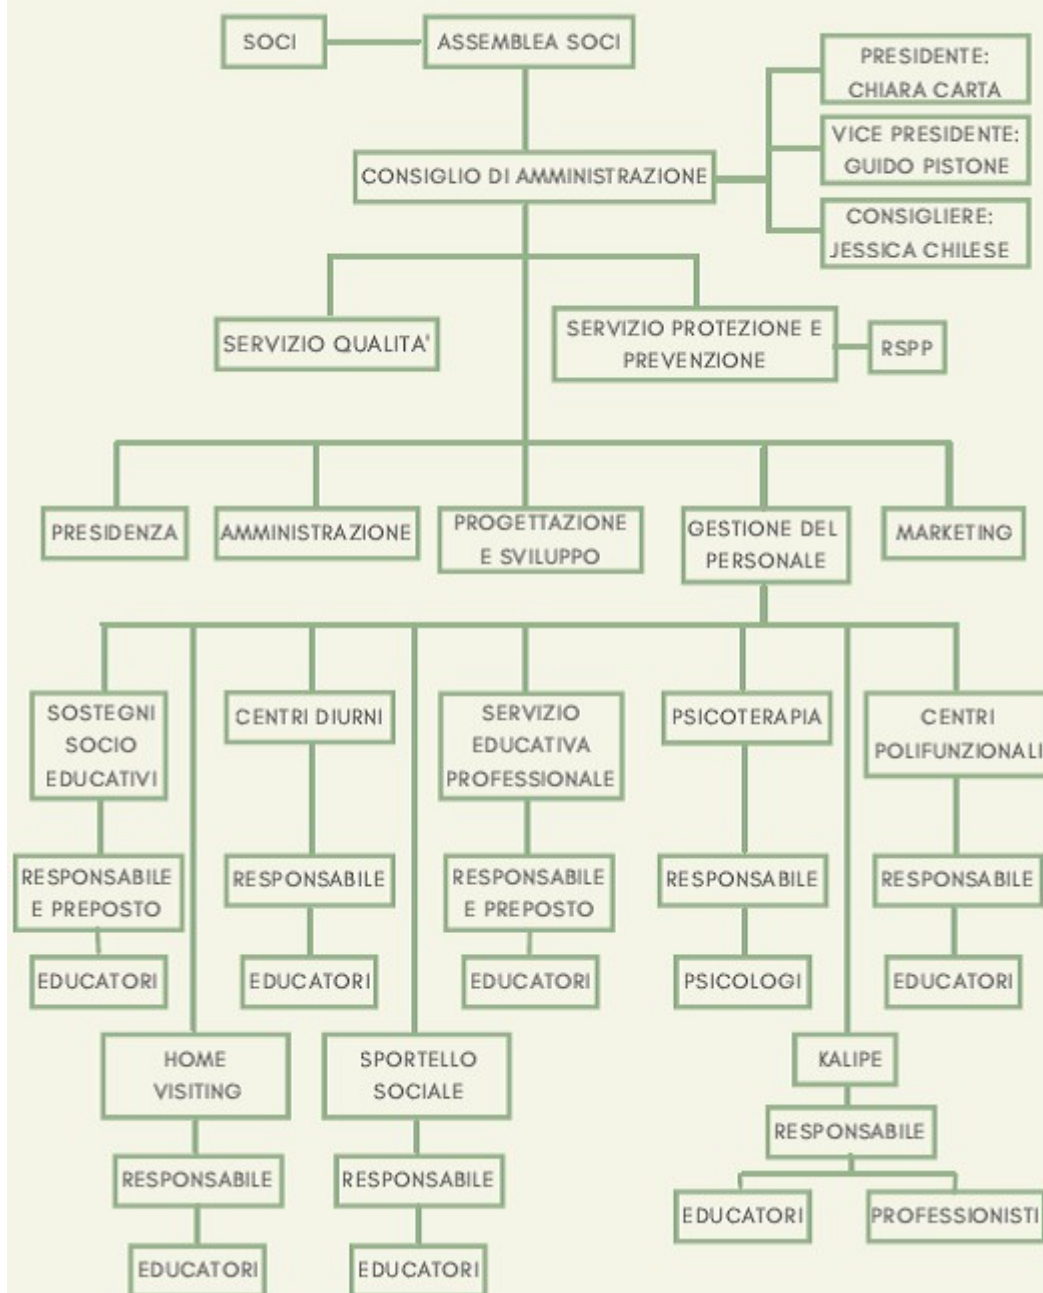 SOCI
ASSEMBLEA SOCI
PRESIDENTE:
CHIARA CARTA
VICE PRESIDENTE:
GUIDO PISTONE
CONSIGLIO DI AMMINISTRAZIONE
CONSIGLIERE:
JESSICA CHILESE
SERVIZIO QUALITA'
SERVIZIO PROTEZIONE E
PREVENZIONE
RSPP
PRESIDENZA
AMMINISTRAZIONE
PROGETTAZIONE
E SVILUPPO
GESTIONE DEL
PERSONALE
MARKETING
SOSTEGNI
SOCIO
EDUCATIVI
CENTRI DIURNI
SERVIZIO
EDUCATIVA
PROFESSIONALE
PSICOTERAPIA
CENTRI
POLIFUNZIONALI
RESPONSABILE
E PREPOSTO
RESPONSABILE
RESPONSABILE
E PREPOSTO
RESPONSABILE
RESPONSABILE
EDUCATORI
EDUCATORI
EDUCATORI
PSICOLOGI
EDUCATORI
HOME
VISITING
SPORTELLO
SOCIALE
KALIPE
RESPONSABILE
RESPONSABILE
RESPONSABILE
EDUCATORI
PROFESSIONISTI
EDUCATORI
EDUCATORI